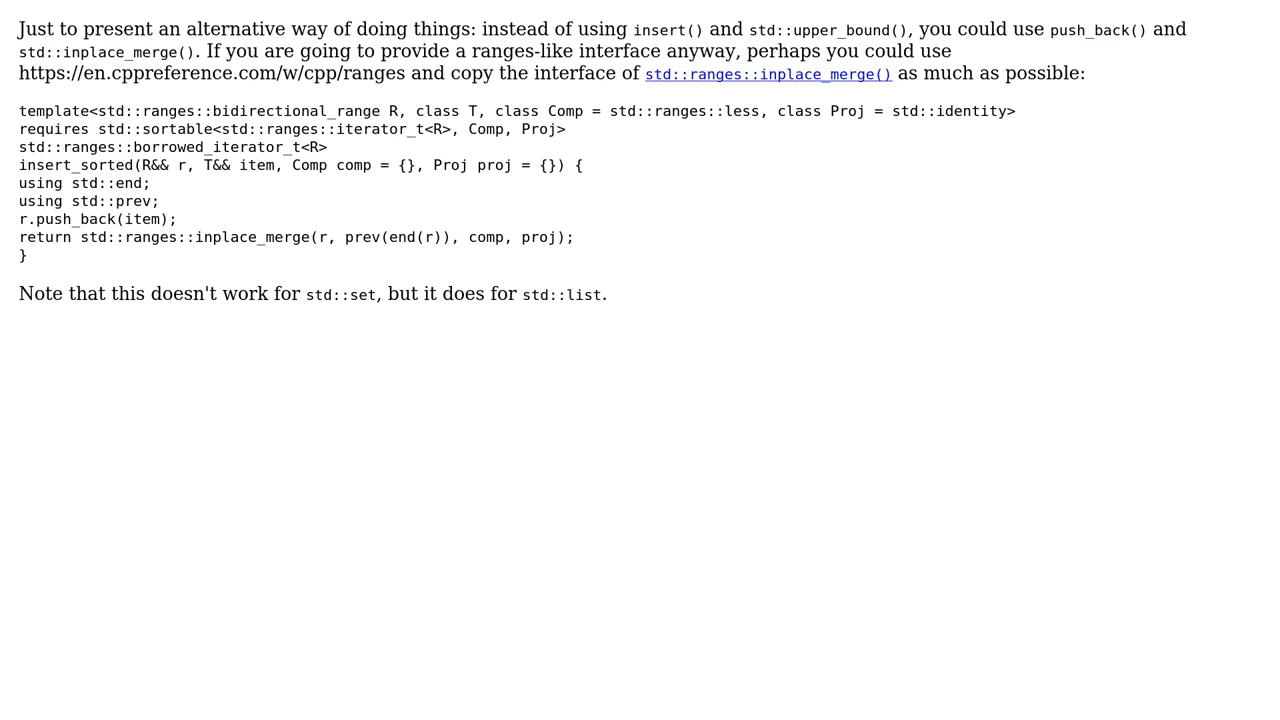 Just to present an alternative way of doing things: instead of using insert() and std::upper_bound(), you could use push_back() and
std::inplace_merge(). If you are going to provide a ranges-like interface anyway, perhaps you could use
https://en.cppreference.com/w/cpp/ranges and copy the interface of std::ranges::inplace_merge() as much as possible:
template<std::ranges::bidirectional_range R, class T, class Comp = std::ranges::less, class Proj = std::identity>
requires std::sortable<std::ranges::iterator_t<R>, Comp, Proj>
std::ranges::borrowed_iterator_t<R>
insert_sorted(R&& r, T&& item, Comp comp = {}, Proj proj = {}) {
using std::end;
using std::prev;
r.push_back(item);
return std::ranges::inplace_merge(r, prev(end(r)), comp, proj);
}
Note that this doesn't work for std::set, but it does for std::list.